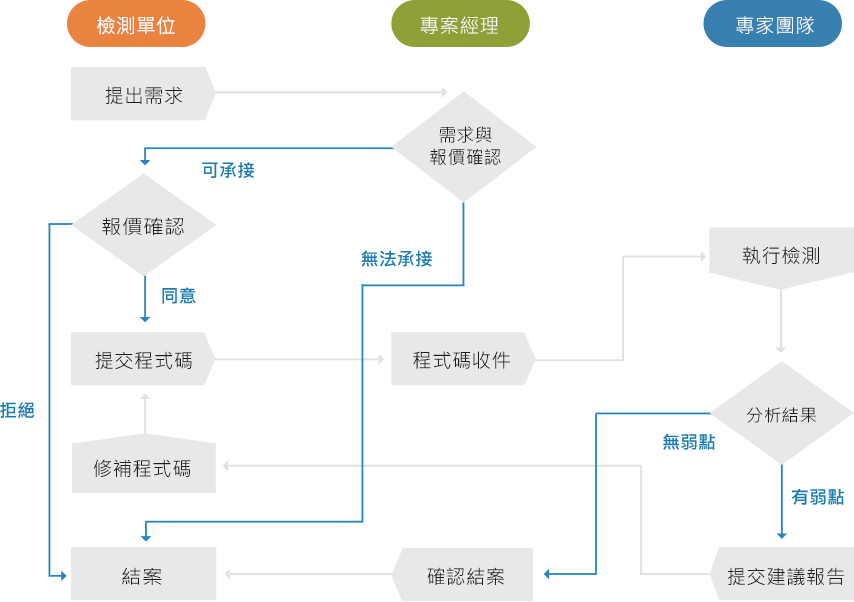 檢測單位
專案經理
專家團隊
提出需求
需求與
報價確認
可承接
報價確認
無法承接
執行檢測
同意
提交程式碼
程式碼收件
拒絕
分析結果
無弱點
修補程式碼
有弱點
結案
確認結案
提交建議報告